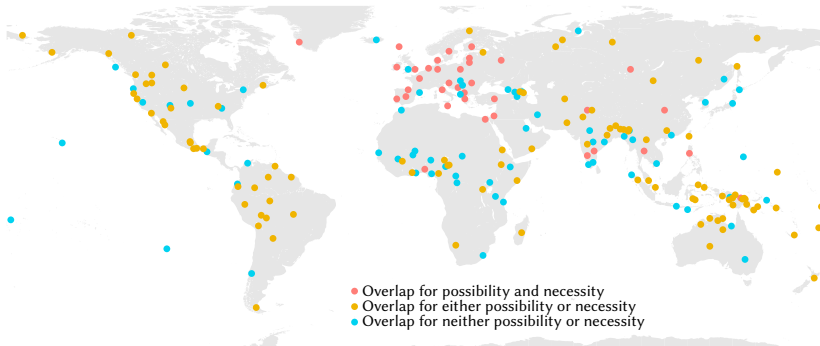 Overlap for possibility and necessity
Overlap for either possibility or necessity
Overlap for neither possibility or necessity